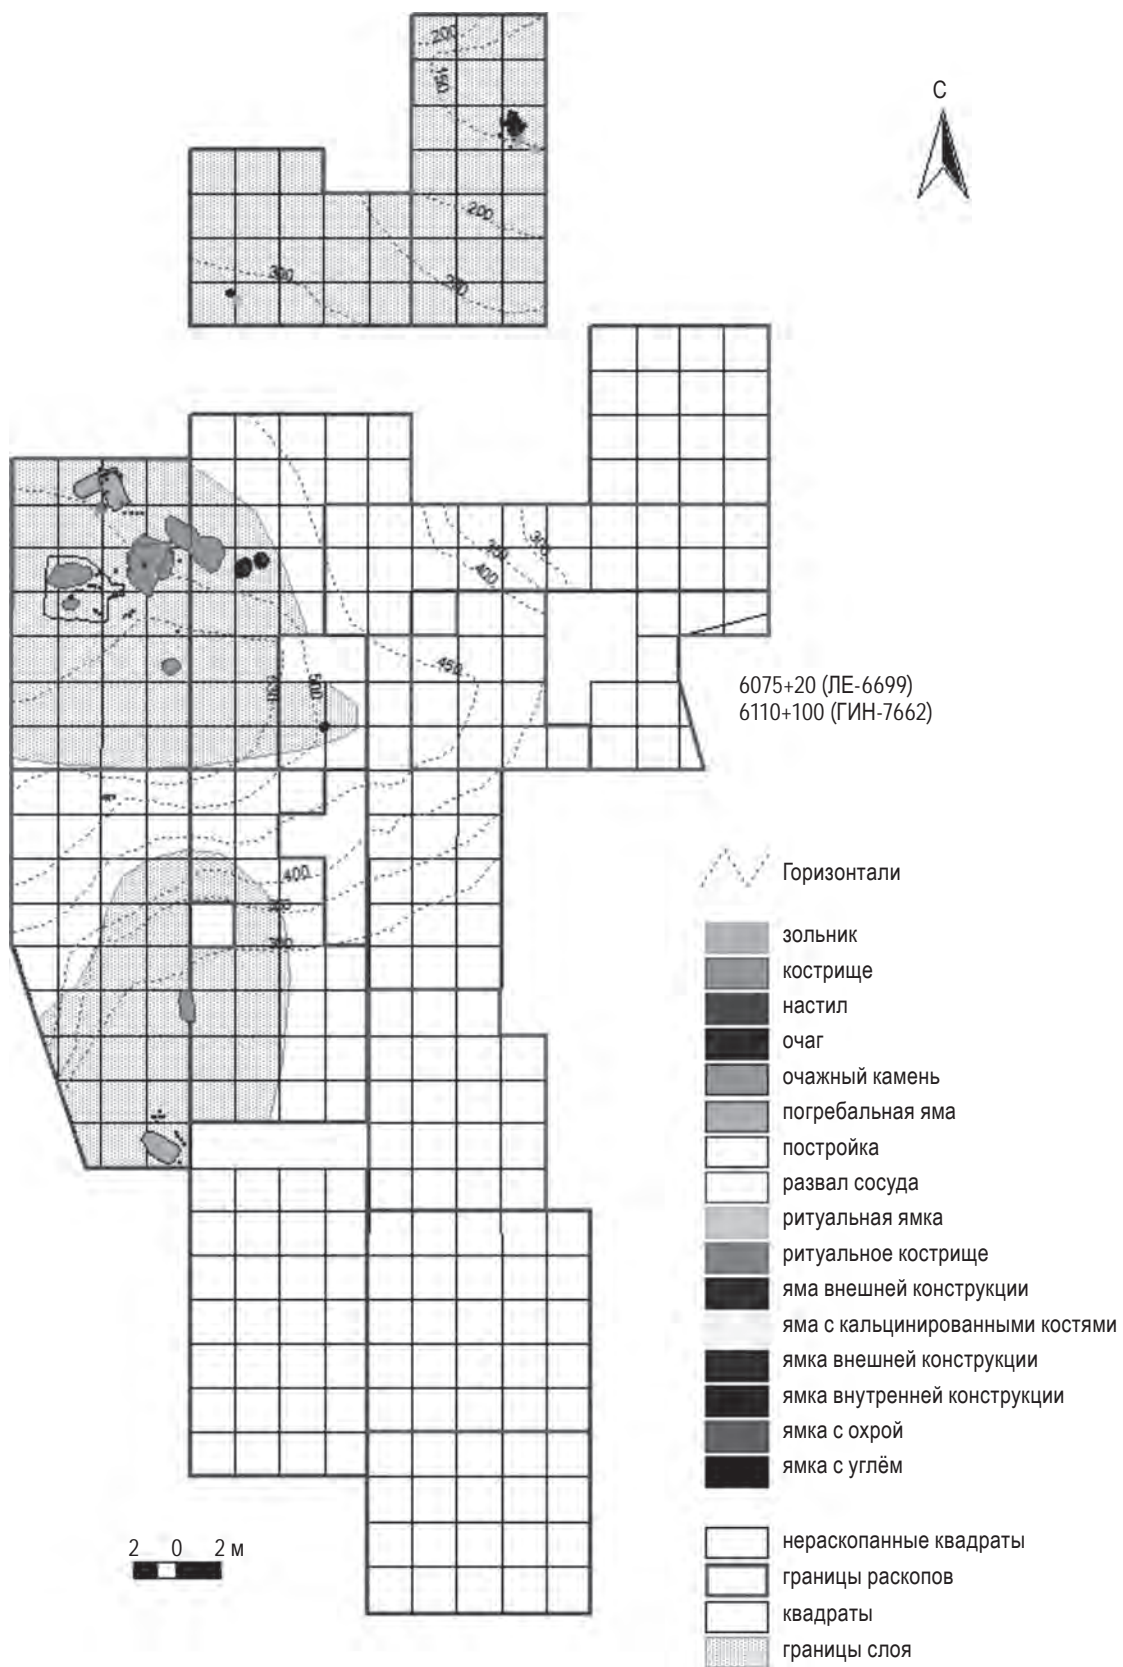 200
150
С
200
300
250
300
350
400
450
6075+20 (ЛЕ-6699)
6110+100 (ГИН-7662)
500
400
Горизонтали
зольник
кострище
настил
очаг
очажный камень
погребальная яма
постройка
развал сосуда
ритуальная ямка
ритуальное кострище
яма внешней конструкции
яма с кальцинированными костями
ямка внешней конструкции
ямка внутренней конструкции
ямка с охрой
ямка с углём
2 0 2 м
нераскопанные квадраты
границы раскопов
квадраты
границы слоя